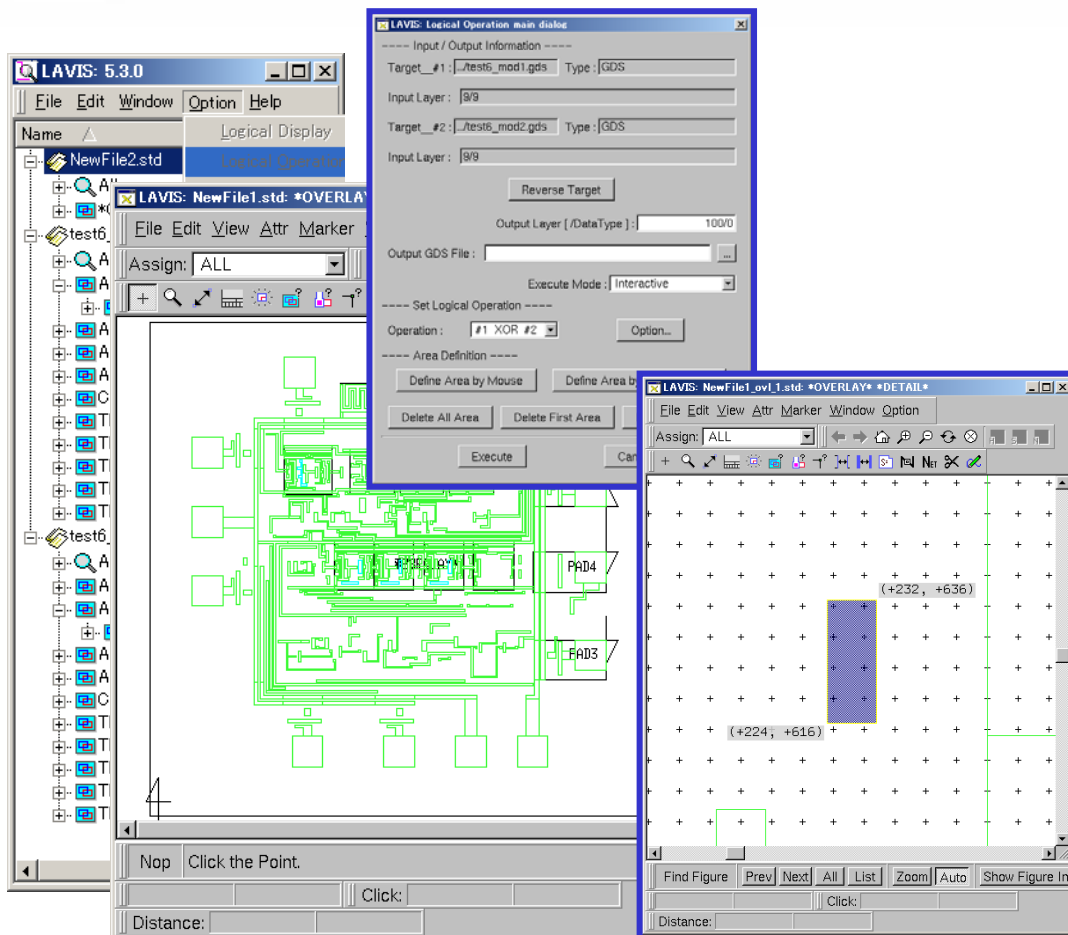 LAVIS: 5.3.0
File Edit Window Option Help
Name
Logical Display
Logical Operation
NewFile2.std
All
test6_
A
A
A
A
A
A
C
T
T
T
T
T
test6_
A
A
A
A
A
C
T
T
T
T
T
LAVIS: NewFile1.std: *OVERLAY
File Edit View Attr Marker
Assign: ALL
PAD4
PAD3
Nop Click the Point.
Click:
Distance:
LAVIS: Logical Operation main dialog
---- Input / Output Information ----
Target__#1 : ../test6_mod1.gds Type : GDS
Input Layer : 9/9
Target__#2 : ../test6_mod2.gds Type : GDS
Input Layer : 9/9
Reverse Target
Output Layer [ /DataType ] : 100/0
Output GDS File : ...
Execute Mode : Interactive
---- Set Logical Operation ----
Operation : #1 XOR #2 Option...
---- Area Definition ----
Define Area by Mouse Define Area by
Delete All Area Delete First Area
Execute Can
LAVIS: NewFile1_ovl_1.std: *OVERLAY* *DETAIL*
File Edit View Attr Marker Window Option
Assign: ALL
NET
(+232, +636)
(+224, +616)
Find Figure Prev Next All List Zoom Auto Show Figure In
Click:
Distance: